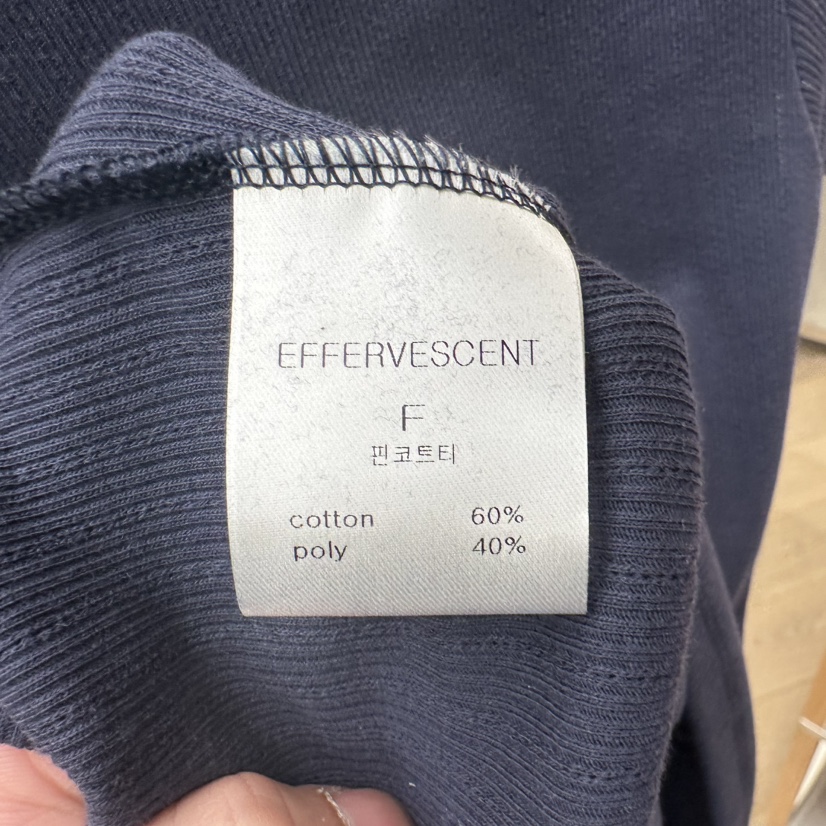 EFFERVESCENT
F
핀코트티
cotton 60%
poly 40%